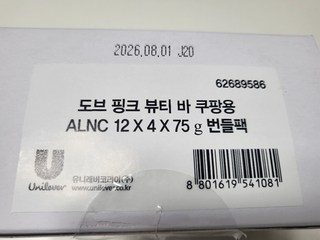 2026.08.01 J20
62689586
도브 핑크 뷰티 바 쿠팡용
ALNC 12 X 4 X 75 g 번들팩
Unilever
유니레버코리아(주)
www.unilever.co.kr
8 801619 541081